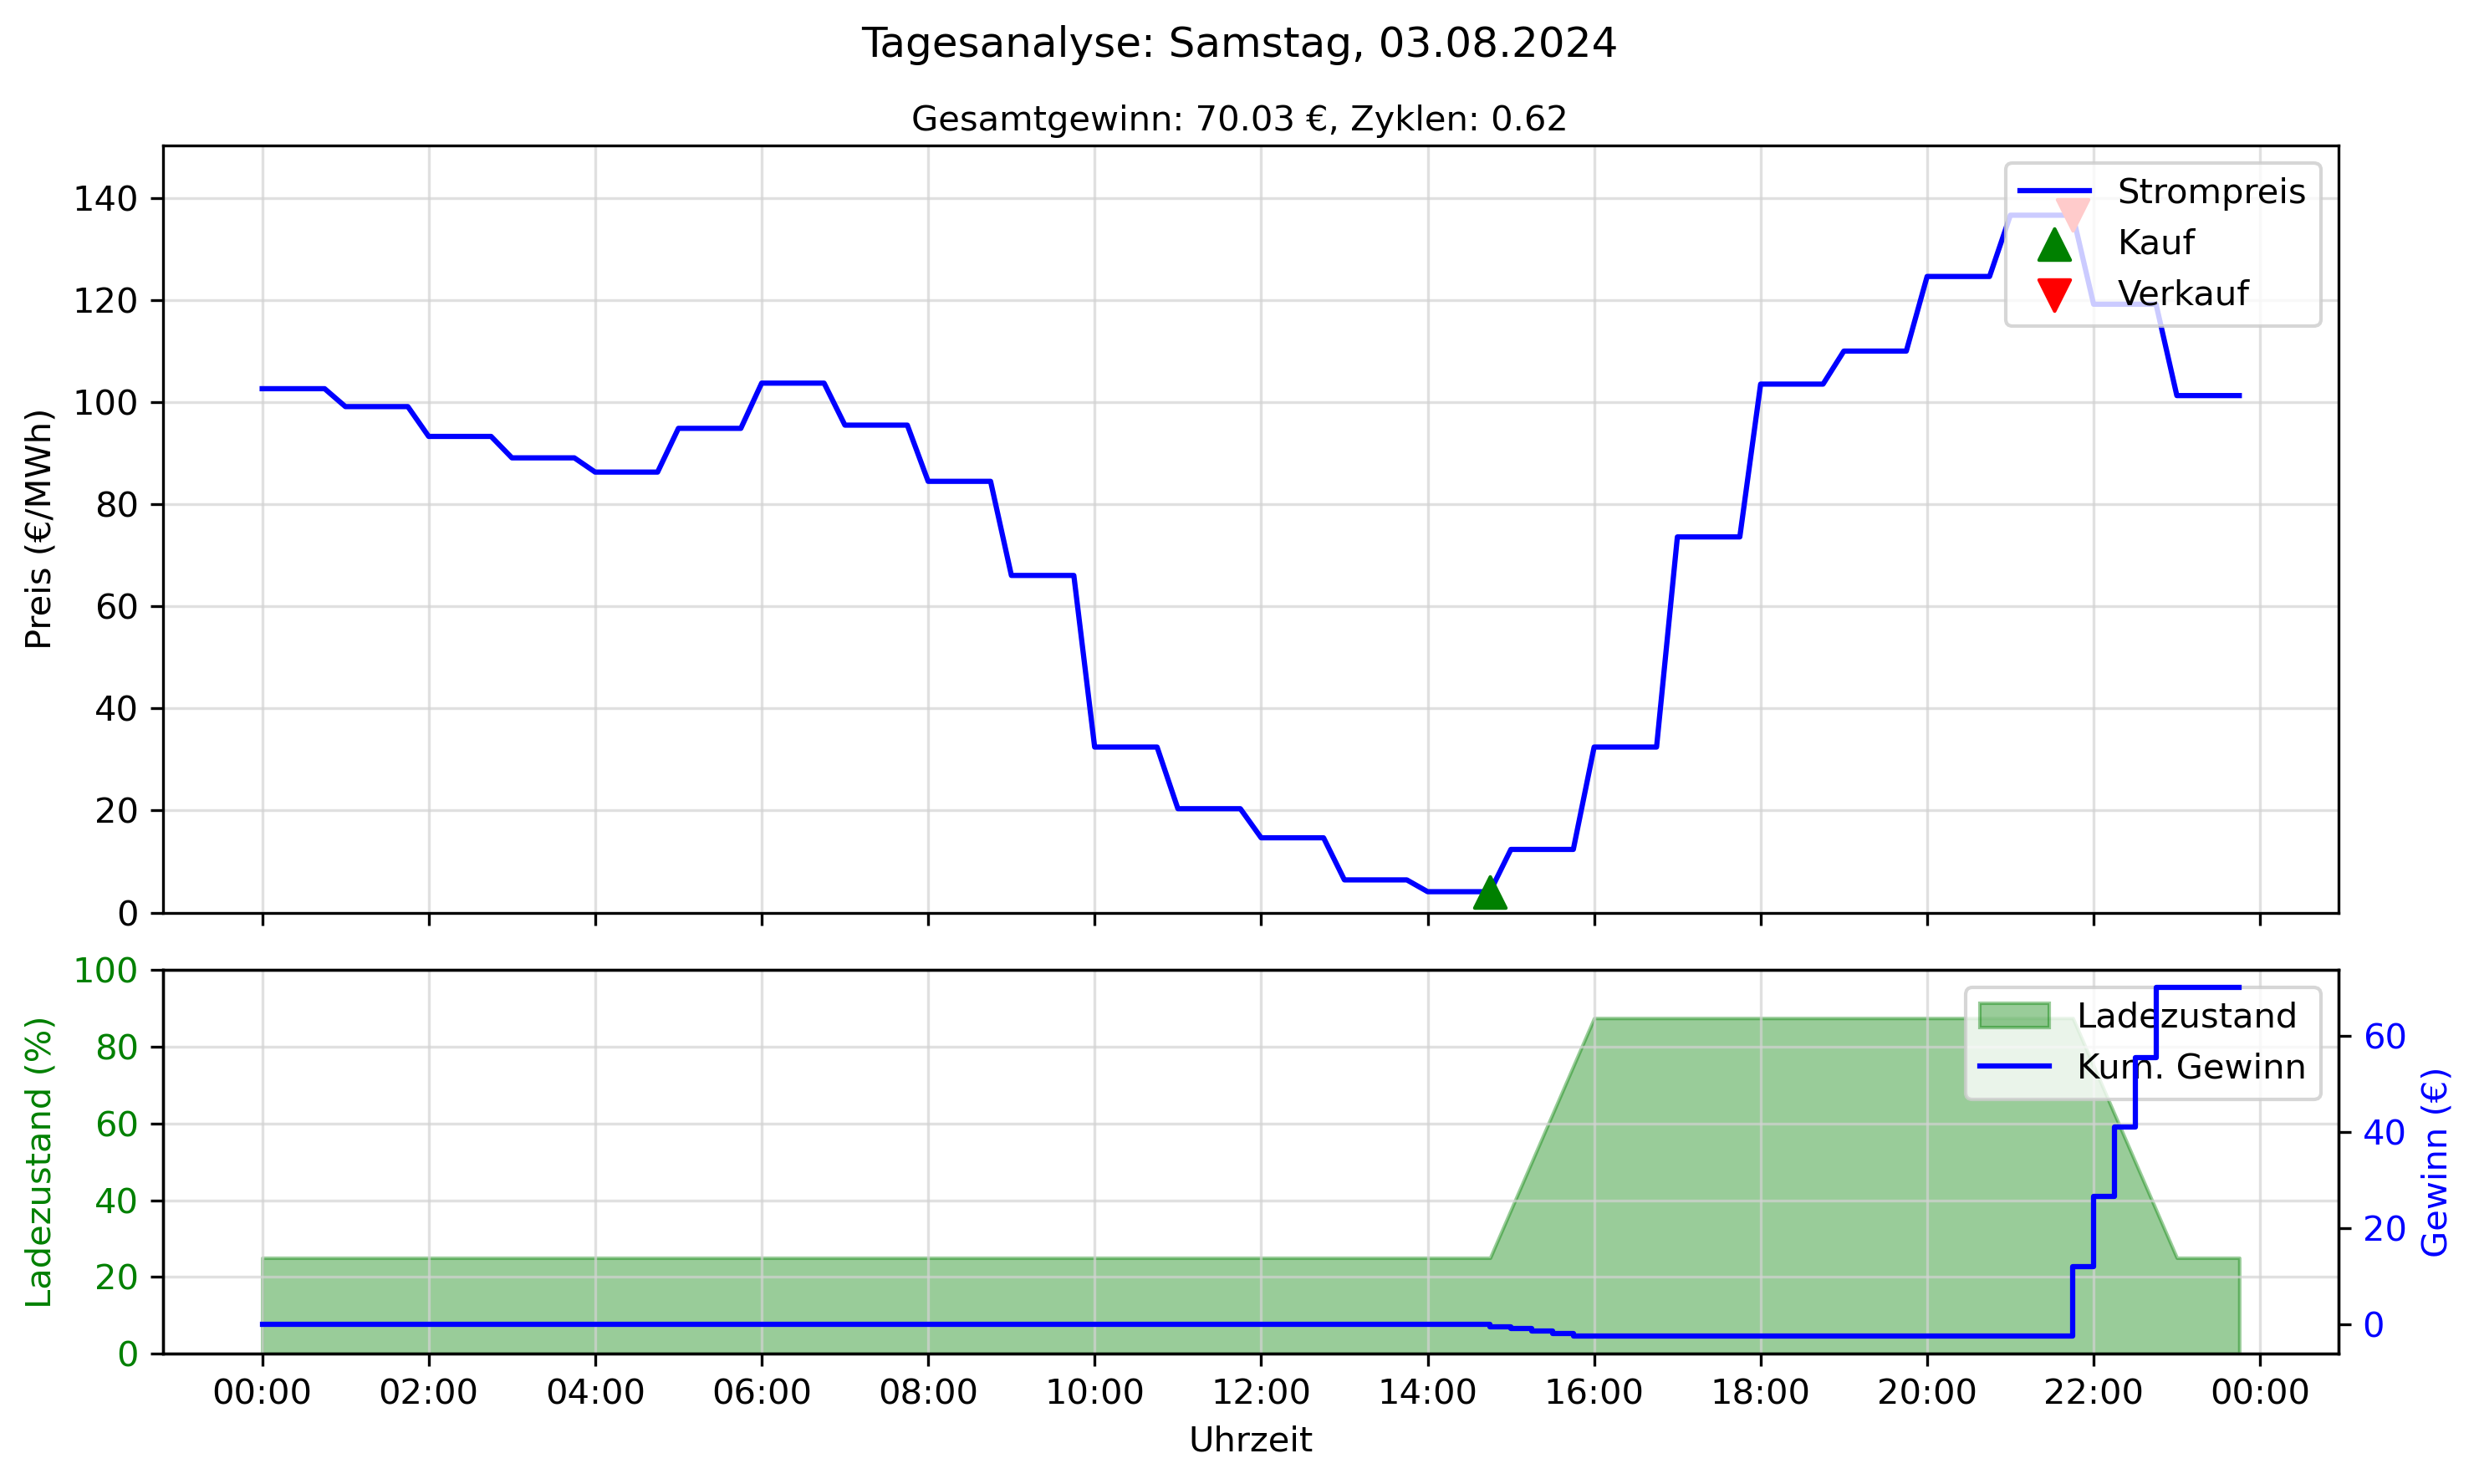 Tagesanalyse: Samstag, 03.08.2024
Gesamtgewinn: 70.03 €, Zyklen: 0.62
Preis (€/MWh)
140
120
100
80
60
40
20
0
Strompreis
Kauf
Verkauf
Ladezustand (%)
100
80
60
40
20
0
Ladezustand
Kum. Gewinn
60
40
20
0
Gewinn (€)
00:00 02:00 04:00 06:00 08:00 10:00 12:00 14:00 16:00 18:00 20:00 22:00 00:00
Uhrzeit